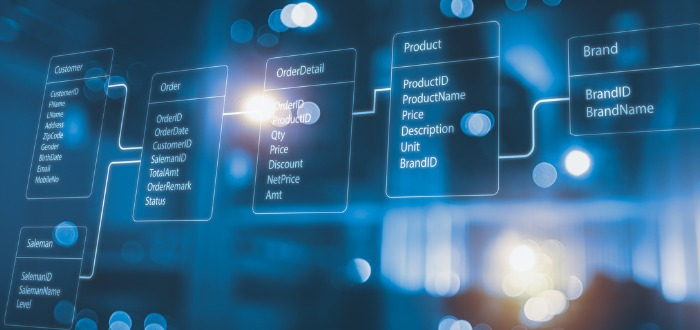 Customer
CustomerID
FName
LName
Address
ZipCode
Gender
BirthDate
Email
MobileNo
Order
OrderID
OrderDate
CustomerID
SalemanID
TotalAmt
OrderRemark
Status
OrderDetail
OrderID
ProductID
Qty
Price
Discount
NetPrice
Amt
Product
ProductID
ProductName
Price
Description
Unit
BrandID
Brand
BrandID
BrandName
Saleman
SalemanID
SalemanName
Level